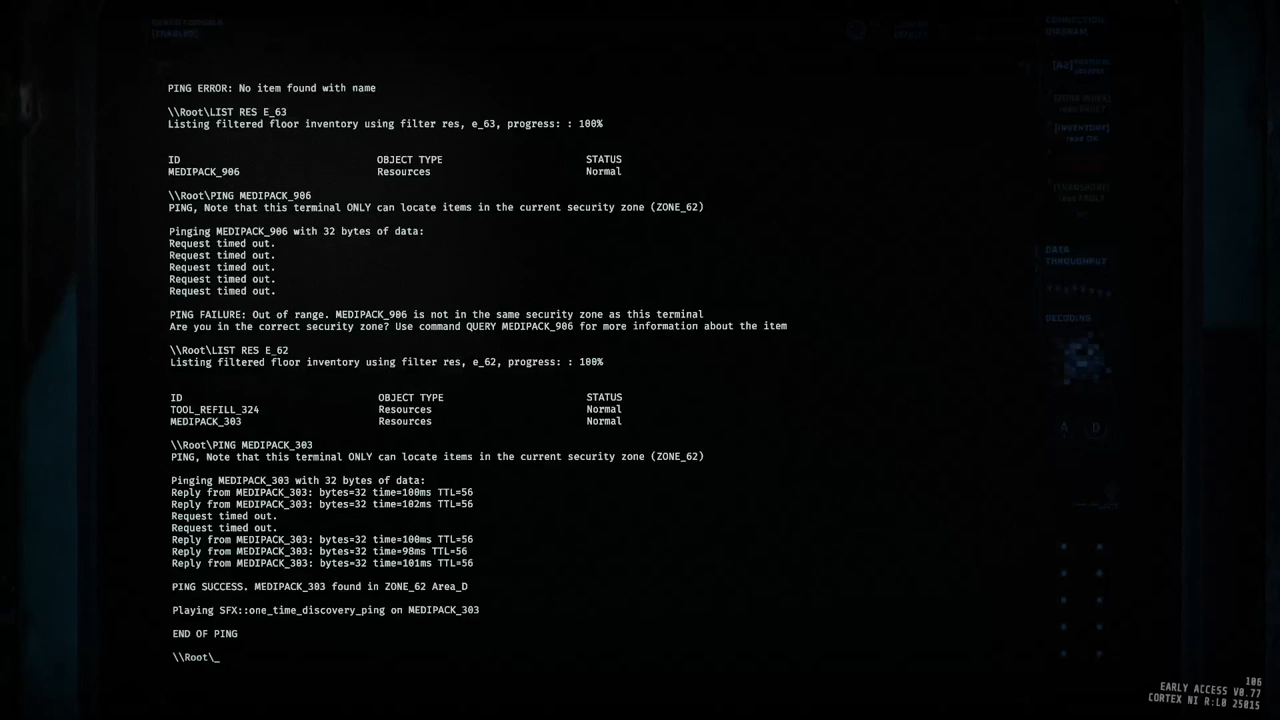 PING ERROR: No item found with name
\\Root\LIST RES E_63
Listing filtered floor inventory using filter res, e_63, progress: : 100%
ID OBJECT TYPE STATUS
MEDIPACK_906 Resources Normal
\\Root\PING MEDIPACK_906
PING, Note that this terminal ONLY can locate items in the current security zone (ZONE_62)
Pinging MEDIPACK_906 with 32 bytes of data:
Request timed out.
Request timed out.
Request timed out.
Request timed out.
Request timed out.
PING FAILURE: Out of range. MEDIPACK_906 is not in the same security zone as this terminal
Are you in the correct security zone? Use command QUERY MEDIPACK_906 for more information about the item
\\Root\LIST RES E_62
Listing filtered floor inventory using filter res, e_62, progress: : 100%
ID OBJECT TYPE STATUS
TOOL_REFILL_324 Resources Normal
MEDIPACK_303 Resources Normal
\\Root\PING MEDIPACK_303
PING, Note that this terminal ONLY can locate items in the current security zone (ZONE_62)
Pinging MEDIPACK_303 with 32 bytes of data:
Reply from MEDIPACK_303: bytes=32 time=100ms TTL=56
Reply from MEDIPACK_303: bytes=32 time=102ms TTL=56
Request timed out.
Request timed out.
Reply from MEDIPACK_303: bytes=32 time=100ms TTL=56
Reply from MEDIPACK_303: bytes=32 time=98ms TTL=56
Reply from MEDIPACK_303: bytes=32 time=101ms TTL=56
PING SUCCESS. MEDIPACK_303 found in ZONE_62 Area_D
Playing SFX::one_time_discovery_ping on MEDIPACK_303
END OF PING
\\Root\_
CONNECTION
DIAGRAM
[INVENTORY]
DATA
THROUGHPUT
DECODING
A D
106
EARLY ACCESS V0.77
CORTEX NI R:L0 25015